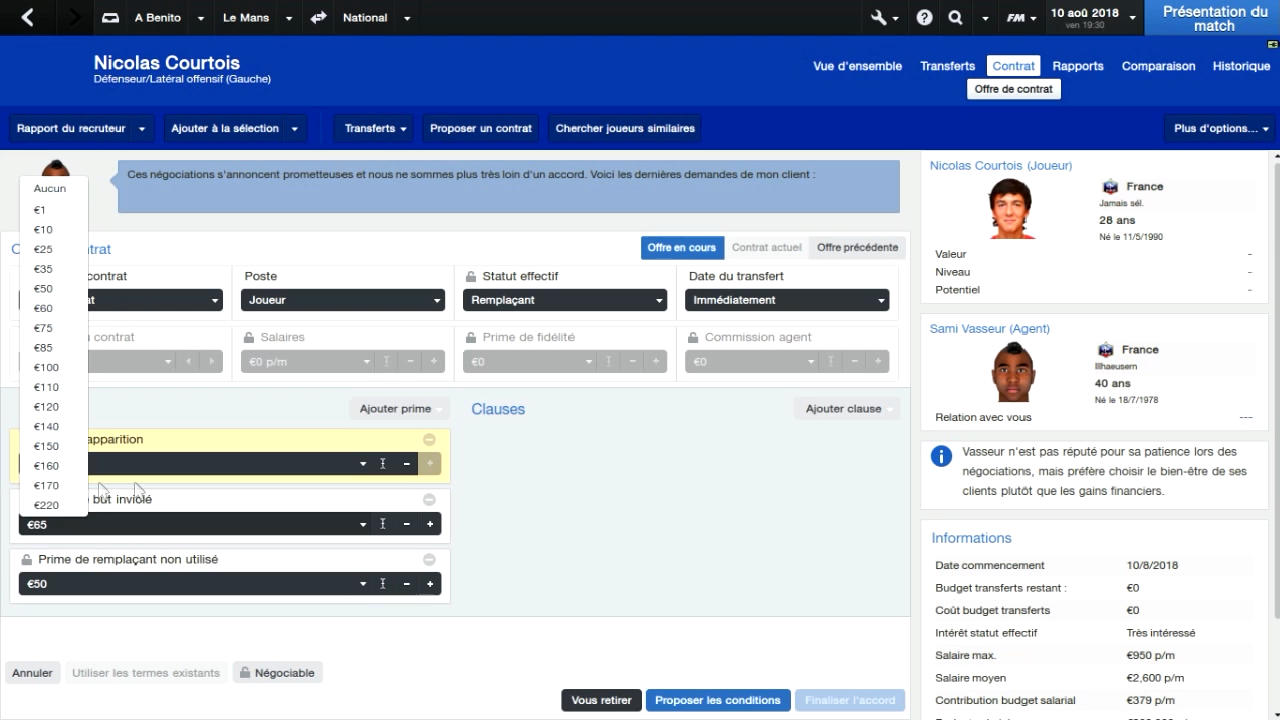 A Benito
Le Mans
National
FM
10 aoû 2018
ven 19:30
Présentation du
match
Nicolas Courtois
Défenseur/Latéral offensif (Gauche)
Vue d'ensemble
Transferts
Contrat
Rapports
Comparaison
Historique
Offre de contrat
Rapport du recruteur
Ajouter à la sélection
Transferts
Proposer un contrat
Chercher joueurs similaires
Plus d'options...
Ces négociations s'annoncent prometteuses et nous ne sommes plus très loin d'un accord. Voici les dernières demandes de mon client :
Aucun
€1
€10
€25
€35
€50
€60
€75
€85
€100
€110
€120
€140
€150
€160
€170
€220
Offre en cours
Contrat actuel
Offre précédente
contrat
Poste
Joueur
Statut effectif
Remplaçant
Date du transfert
Immédiatement
contrat
Salaires
€0 p/m
Prime de fidélité
€0
Commission agent
€0
Ajouter prime
Clauses
Ajouter clause
apparition
but inviolé
€65
Prime de remplaçant non utilisé
€50
Annuler
Utiliser les termes existants
Négociable
Vous retirer
Proposer les conditions
Finaliser l'accord
Nicolas Courtois (Joueur)
France
Jamais sél.
28 ans
Né le 11/5/1990
Valeur -
Niveau -
Potentiel -
Sami Vasseur (Agent)
France
Illhaeusern
40 ans
Né le 18/7/1978
Relation avec vous ---
Vasseur n'est pas réputé pour sa patience lors des
négociations, mais préfère choisir le bien-être de ses
clients plutôt que les gains financiers.
Informations
Date commencement 10/8/2018
Budget transferts restant : €0
Coût budget transferts €0
Intérêt statut effectif Très intéressé
Salaire max. €950 p/m
Salaire moyen €2,600 p/m
Contribution budget salarial €379 p/m